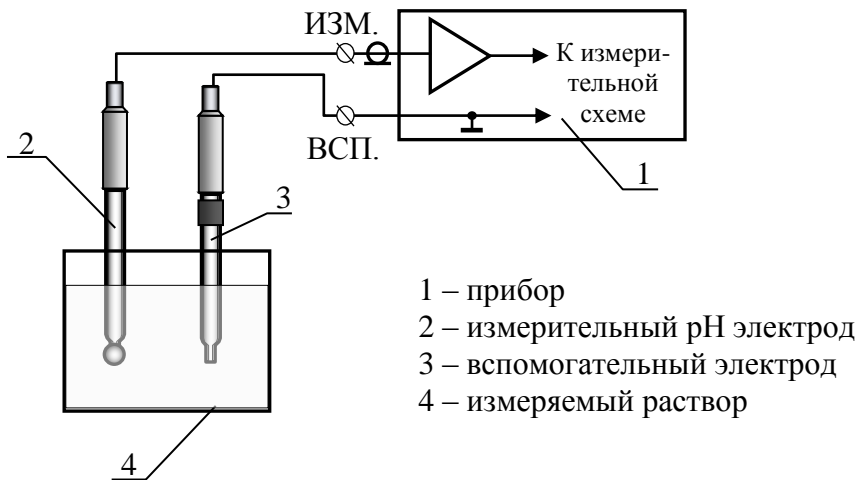 ИЗМ.
К измери-
тельной
схеме
ВСП.
2
1
3
1 – прибор
2 – измерительный pH электрод
3 – вспомогательный электрод
4 – измеряемый раствор
4